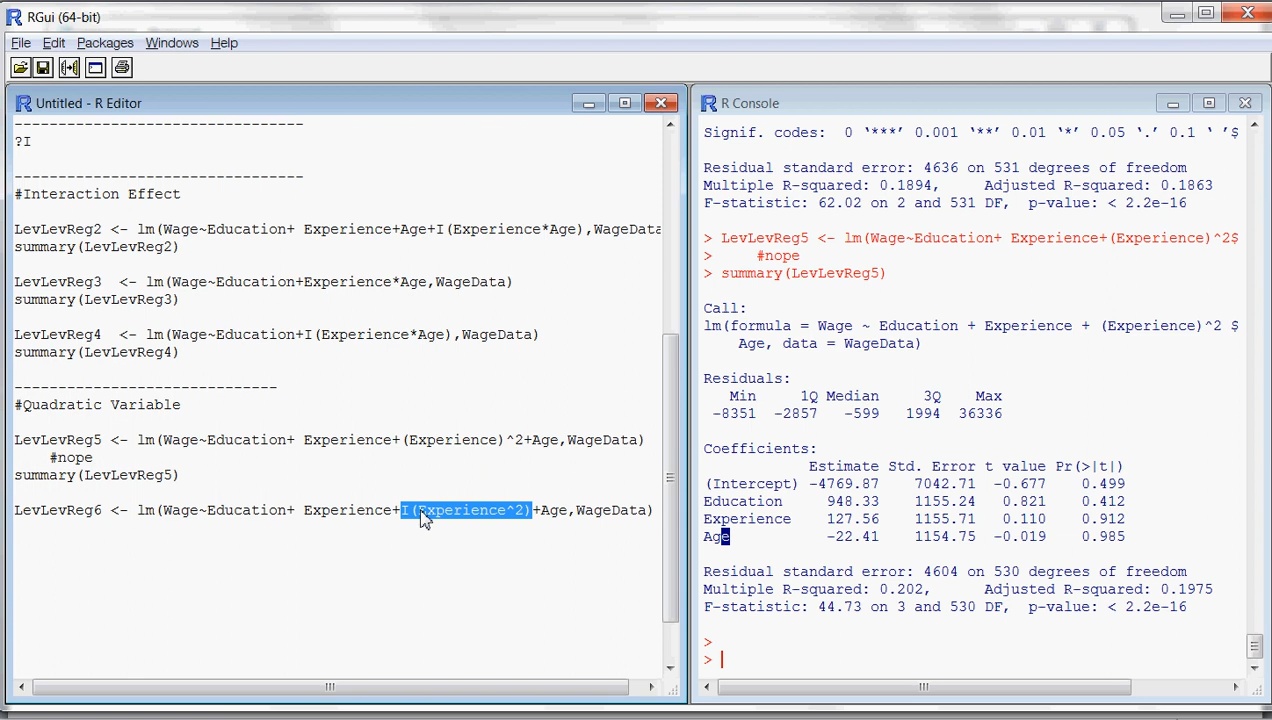 RGui (64-bit)
File Edit Packages Windows Help
Untitled - R Editor
--------------------------------
?I
--------------------------------
#Interaction Effect
LevLevReg2 <- lm(Wage~Education+ Experience+Age+I(Experience*Age),WageData
summary(LevLevReg2)
LevLevReg3  <- lm(Wage~Education+Experience*Age,WageData)
summary(LevLevReg3)
LevLevReg4  <- lm(Wage~Education+I(Experience*Age),WageData)
summary(LevLevReg4)
------------------------------
#Quadratic Variable
LevLevReg5 <- lm(Wage~Education+ Experience+(Experience)^2+Age,WageData)
    #nope
summary(LevLevReg5)
LevLevReg6 <- lm(Wage~Education+ Experience+I(Experience^2)+Age,WageData)
R Console
Signif. codes:  0 ‘***’ 0.001 ‘**’ 0.01 ‘*’ 0.05 ‘.’ 0.1 ‘ ’$
Residual standard error: 4636 on 531 degrees of freedom
Multiple R-squared: 0.1894,     Adjusted R-squared: 0.1863
F-statistic: 62.02 on 2 and 531 DF,  p-value: < 2.2e-16
> LevLevReg5 <- lm(Wage~Education+ Experience+(Experience)^2$
>     #nope
> summary(LevLevReg5)
Call:
lm(formula = Wage ~ Education + Experience + (Experience)^2 $
    Age, data = WageData)
Residuals:
   Min     1Q Median     3Q    Max
 -8351  -2857   -599   1994  36336
Coefficients:
            Estimate Std. Error t value Pr(>|t|)
(Intercept) -4769.87    7042.71  -0.677    0.499
Education     948.33    1155.24   0.821    0.412
Experience    127.56    1155.71   0.110    0.912
Age           -22.41    1154.75  -0.019    0.985
Residual standard error: 4604 on 530 degrees of freedom
Multiple R-squared: 0.202,      Adjusted R-squared: 0.1975
F-statistic: 44.73 on 3 and 530 DF,  p-value: < 2.2e-16
>
>